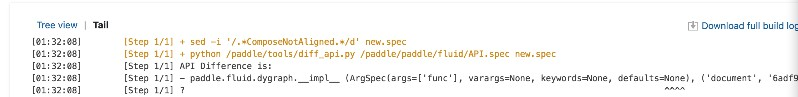 Tree view | Tail
Download full build log
[01:32:08] [Step 1/1] + sed -i '/.*ComposeNotAligned.*/d' new.spec
[01:32:08] [Step 1/1] + python /paddle/tools/diff_api.py /paddle/paddle/fluid/API.spec new.spec
[01:32:08] [Step 1/1] API Difference is:
[01:32:08] [Step 1/1] - paddle.fluid.dygraph.__impl__ (ArgSpec(args=['func'], varargs=None, keywords=None, defaults=None), ('document', '6adf9
[01:32:08] [Step 1/1] ? ^^^^